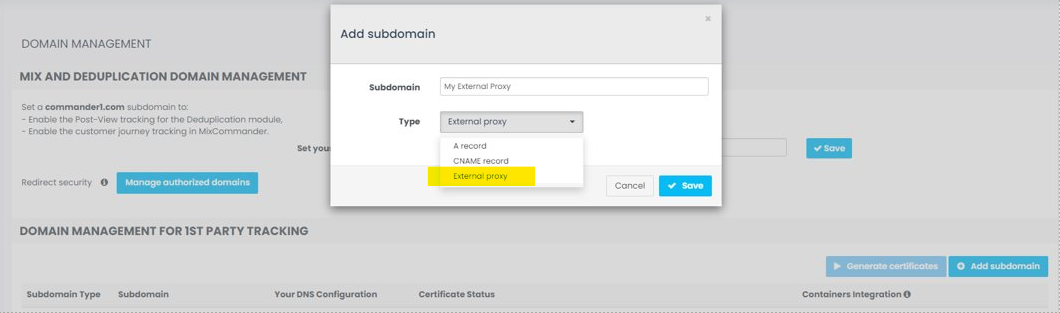 Add subdomain
×
DOMAIN MANAGEMENT
MIX AND DEDUPLICATION DOMAIN MANAGEMENT
Subdomain My External Proxy
Set a commander1.com subdomain to:
- Enable the Post-View tracking for the Deduplication module,
- Enable the customer journey tracking in MixCommander.
Type External proxy
A record
CNAME record
External proxy
Set you
Save
Redirect security Manage authorized domains
Cancel Save
DOMAIN MANAGEMENT FOR 1ST PARTY TRACKING
Generate certificates Add subdomain
Subdomain Type Subdomain Your DNS Configuration Certificate Status Containers Integration